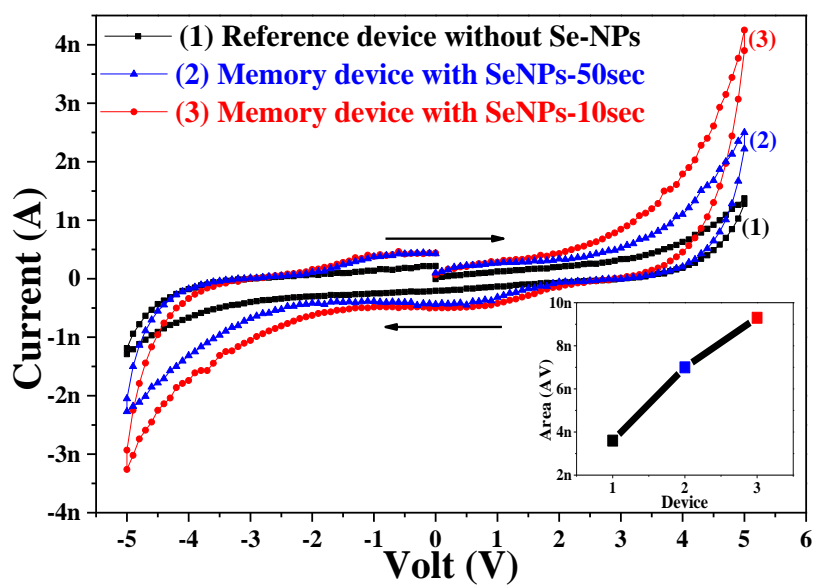 (1) Reference device without Se-NPs
(2) Memory device with SeNPs-50sec
(3) Memory device with SeNPs-10sec
4n
3n
2n
1n
0
-1n
-2n
-3n
-4n
Current (A)
(3)
(2)
(1)
-5 -4 -3 -2 -1 0 1 2 3 4 5 6
Volt (V)
10n
8n
6n
4n
2n
Area (AV)
1 2 3
Device